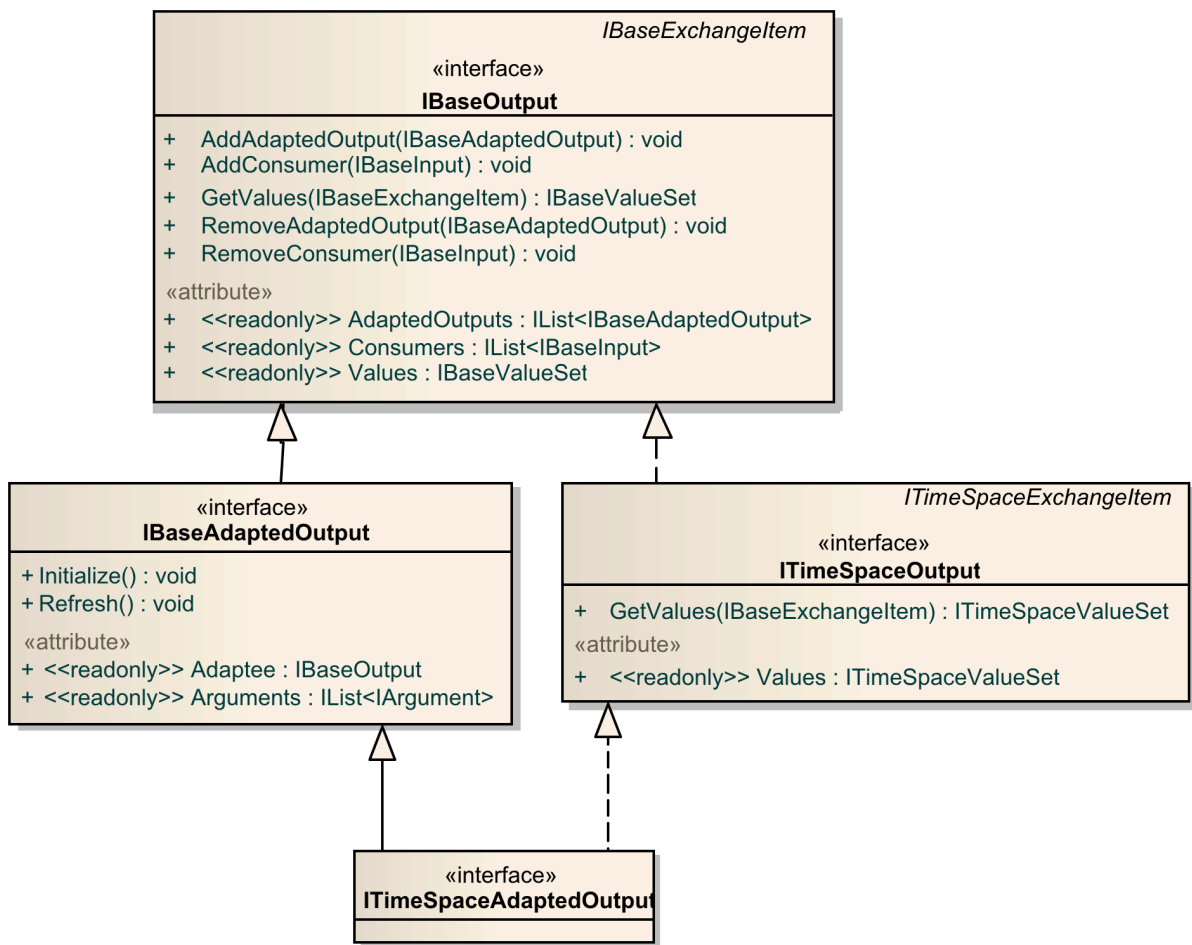 IBaseExchangeItem
«interface»
IBaseOutput
+ AddAdaptedOutput(IBaseAdaptedOutput) : void
+ AddConsumer(IBaseInput) : void
+ GetValues(IBaseExchangeItem) : IBaseValueSet
+ RemoveAdaptedOutput(IBaseAdaptedOutput) : void
+ RemoveConsumer(IBaseInput) : void
«attribute»
+ <<readonly>> AdaptedOutputs : IList<IBaseAdaptedOutput>
+ <<readonly>> Consumers : IList<IBaseInput>
+ <<readonly>> Values : IBaseValueSet
«interface»
IBaseAdaptedOutput
+ Initialize() : void
+ Refresh() : void
«attribute»
+ <<readonly>> Adaptee : IBaseOutput
+ <<readonly>> Arguments : IList<IArgument>
ITimeSpaceExchangeItem
«interface»
ITimeSpaceOutput
+ GetValues(IBaseExchangeItem) : ITimeSpaceValueSet
«attribute»
+ <<readonly>> Values : ITimeSpaceValueSet
«interface»
ITimeSpaceAdaptedOutput